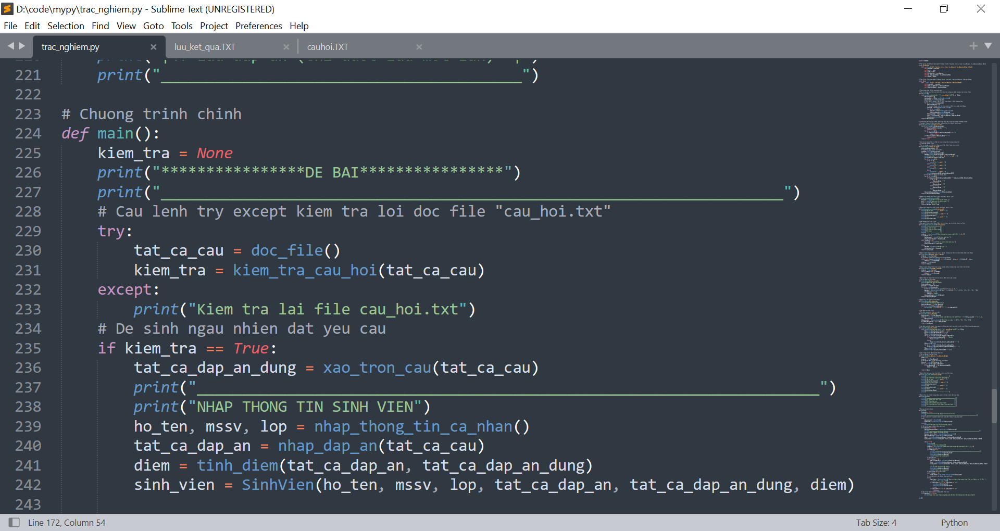 D:\code\mypy\trac_nghiem.py - Sublime Text (UNREGISTERED)
File Edit Selection Find View Goto Tools Project Preferences Help
trac_nghiem.py luu_ket_qua.TXT cauhoi.TXT
221 print("________________________________________")
222
223 # Chuong trinh chinh
224 def main():
225 kiem_tra = None
226 print("****************DE BAI****************")
227 print("_____________________________________________________________________")
228 # Cau lenh try except kiem tra loi doc file "cau_hoi.txt"
229 try:
230 tat_ca_cau = doc_file()
231 kiem_tra = kiem_tra_cau_hoi(tat_ca_cau)
232 except:
233 print("Kiem tra lai file cau_hoi.txt")
234 # De sinh ngau nhien dat yeu cau
235 if kiem_tra == True:
236 tat_ca_dap_an_dung = xao_tron_cau(tat_ca_cau)
237 print("_____________________________________________________________________")
238 print("NHAP THONG TIN SINH VIEN")
239 ho_ten, mssv, lop = nhap_thong_tin_ca_nhan()
240 tat_ca_dap_an = nhap_dap_an(tat_ca_cau)
241 diem = tinh_diem(tat_ca_dap_an, tat_ca_dap_an_dung)
242 sinh_vien = SinhVien(ho_ten, mssv, lop, tat_ca_dap_an, tat_ca_dap_an_dung, diem)
243
Line 172, Column 54 Tab Size: 4 Python